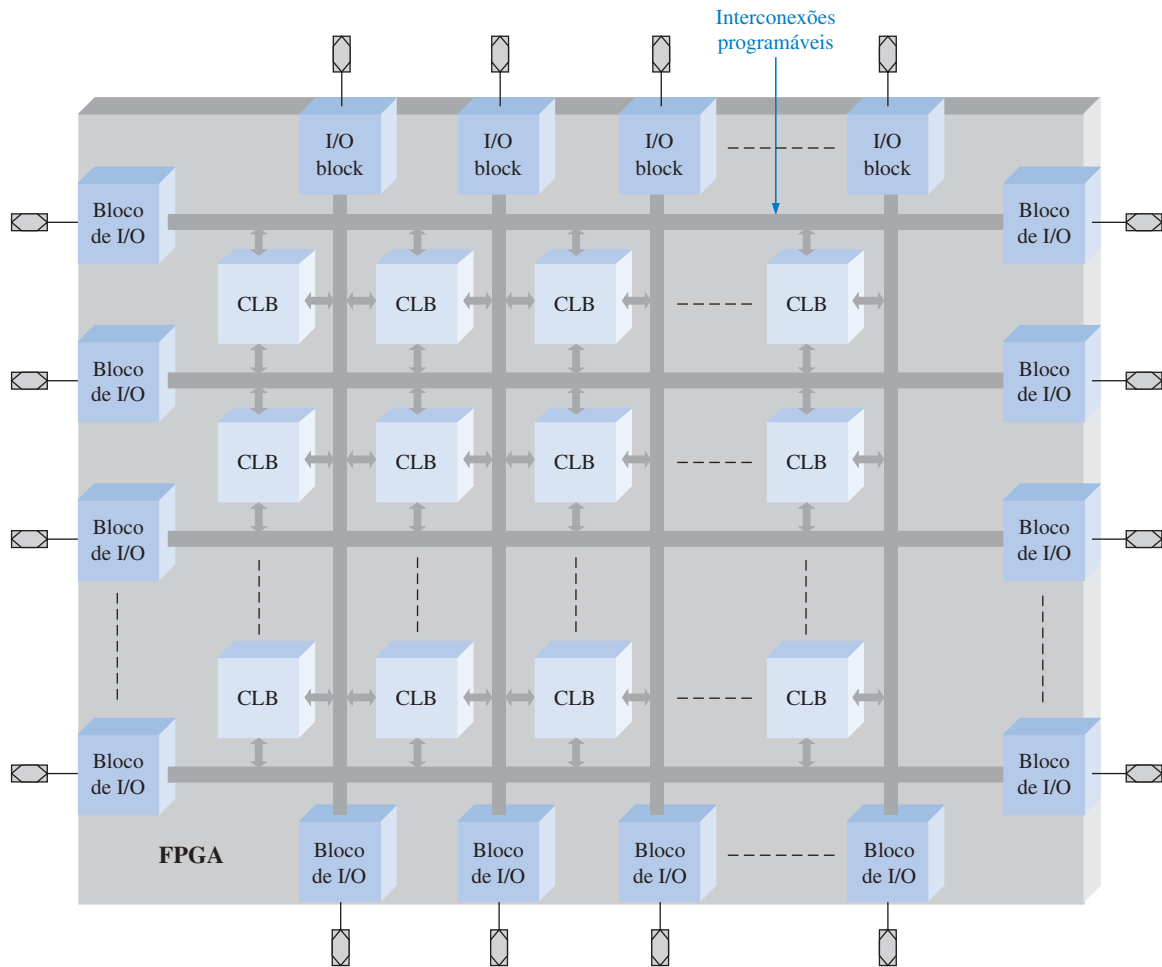 Interconexões
programáveis
I/O
block
I/O
block
I/O
block
I/O
block
Bloco
de I/O
Bloco
de I/O
CLB
CLB
CLB
CLB
Bloco
de I/O
Bloco
de I/O
CLB
CLB
CLB
CLB
Bloco
de I/O
Bloco
de I/O
CLB
CLB
CLB
CLB
Bloco
de I/O
Bloco
de I/O
FPGA
Bloco
de I/O
Bloco
de I/O
Bloco
de I/O
Bloco
de I/O